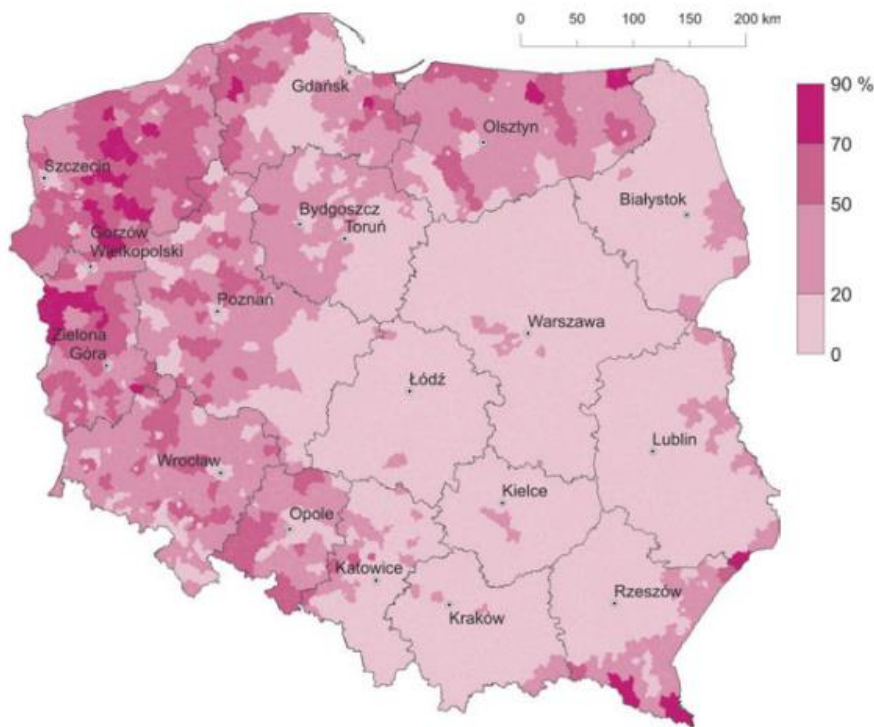 0 50 100 150 200 km
Gdańsk
90 %
70
50
20
0
Olsztyn
Szczecin
Białystok
Bydgoszcz
Toruń
Gorzów
Wielkopolski
Poznań
Warszawa
Zielona
Góra
Łódź
Lublin
Wrocław
Kielce
Opole
Katowice
Rzeszów
Kraków